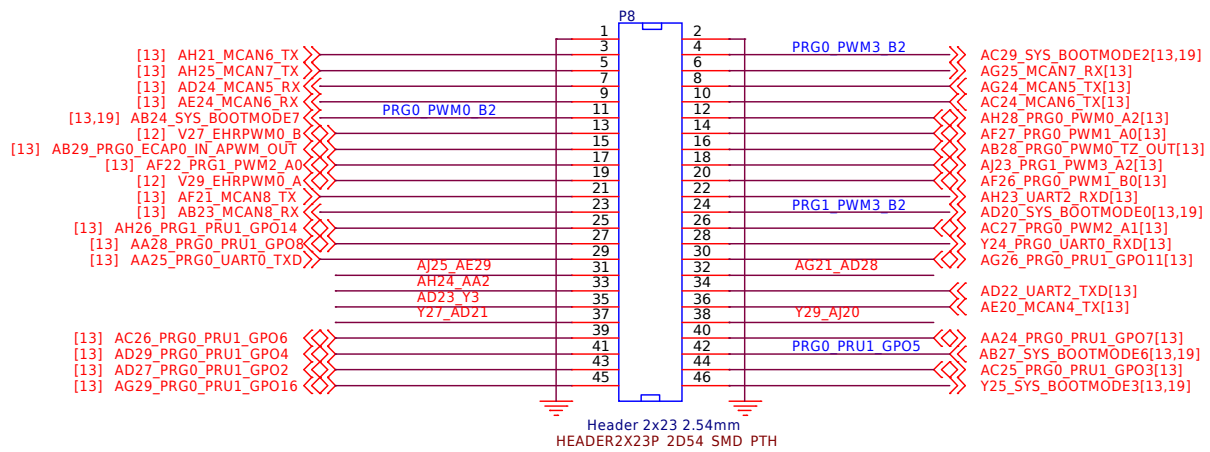 P8
1 2
[13] AH21_MCAN6_TX 3 4 PRG0_PWM3_B2 AC29_SYS_BOOTMODE2[13,19]
[13] AH25_MCAN7_TX 5 6 AG25_MCAN7_RX[13]
[13] AD24_MCAN5_RX 7 8 AG24_MCAN5_TX[13]
[13] AE24_MCAN6_RX 9 10 AC24_MCAN6_TX[13]
[13,19] AB24_SYS_BOOTMODE7 PRG0_PWM0_B2 11 12 AH28_PRG0_PWM0_A2[13]
[12] V27_EHRPWM0_B 13 14 AF27_PRG0_PWM1_A0[13]
[13] AB29_PRG0_ECAP0_IN_APWM_OUT 15 16 AB28_PRG0_PWM0_TZ_OUT[13]
[13] AF22_PRG1_PWM2_A0 17 18 AJ23_PRG1_PWM3_A2[13]
[12] V29_EHRPWM0_A 19 20 AF26_PRG0_PWM1_B0[13]
[13] AF21_MCAN8_TX 21 22 AH23_UART2_RXD[13]
[13] AB23_MCAN8_RX 23 24 PRG1_PWM3_B2 AD20_SYS_BOOTMODE0[13,19]
[13] AH26_PRG1_PRU1_GPO14 25 26 AC27_PRG0_PWM2_A1[13]
[13] AA28_PRG0_PRU1_GPO8 27 28 Y24_PRG0_UART0_RXD[13]
[13] AA25_PRG0_UART0_TXD 29 30 AG26_PRG0_PRU1_GPO11[13]
AJ25_AE29 31 32 AG21_AD28
AH24_AA2 33 34 AD22_UART2_TXD[13]
AD23_Y3 35 36 AE20_MCAN4_TX[13]
Y27_AD21 37 38 Y29_AJ20
[13] AC26_PRG0_PRU1_GPO6 39 40 AA24_PRG0_PRU1_GPO7[13]
[13] AD29_PRG0_PRU1_GPO4 41 42 PRG0_PRU1_GPO5 AB27_SYS_BOOTMODE6[13,19]
[13] AD27_PRG0_PRU1_GPO2 43 44 AC25_PRG0_PRU1_GPO3[13]
[13] AG29_PRG0_PRU1_GPO16 45 46 Y25_SYS_BOOTMODE3[13,19]
Header 2x23 2.54mm
HEADER2X23P_2D54_SMD_PTH